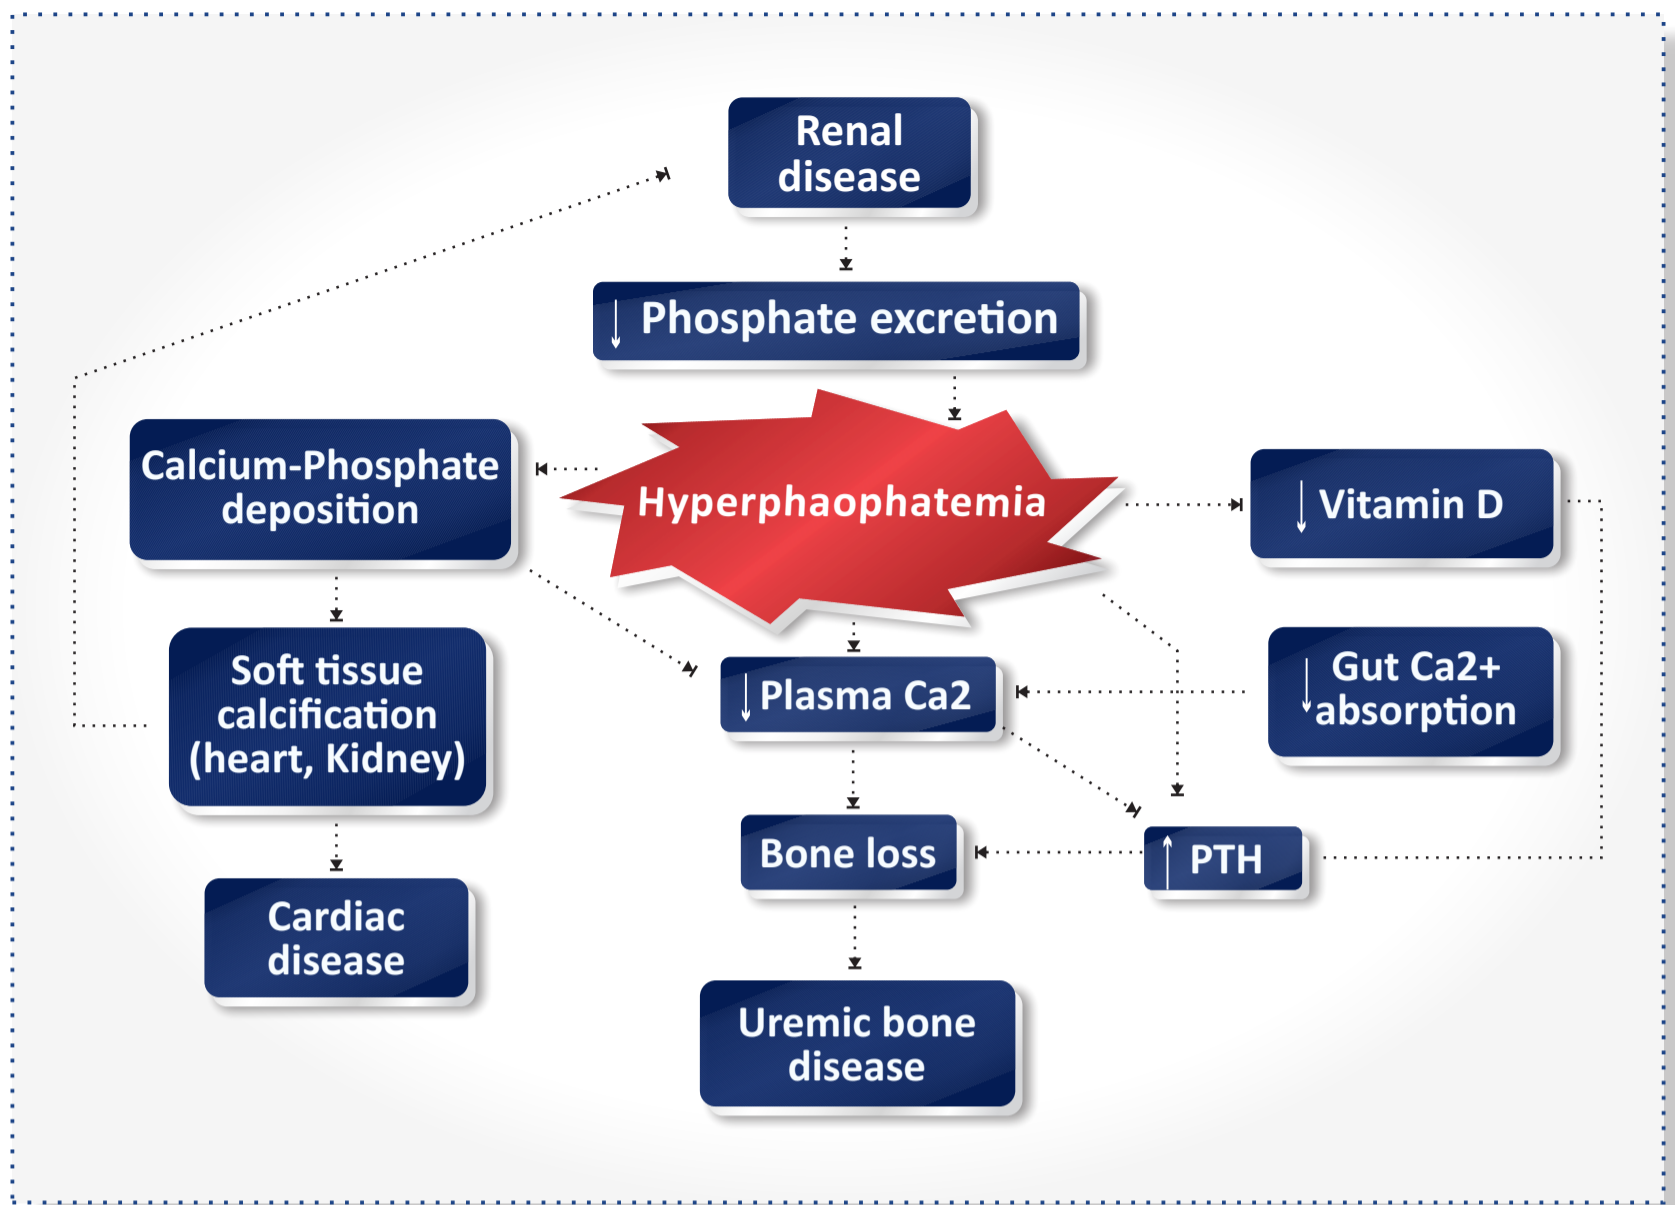 Renal
disease
↓ Phosphate excretion
Calcium-Phosphate
deposition
Hyperphaophatemia
↓ Vitamin D
Soft tissue
calcification
(heart, Kidney)
↓ Plasma Ca2
↓ Gut Ca2+
absorption
Bone loss
↑ PTH
Cardiac
disease
Uremic bone
disease